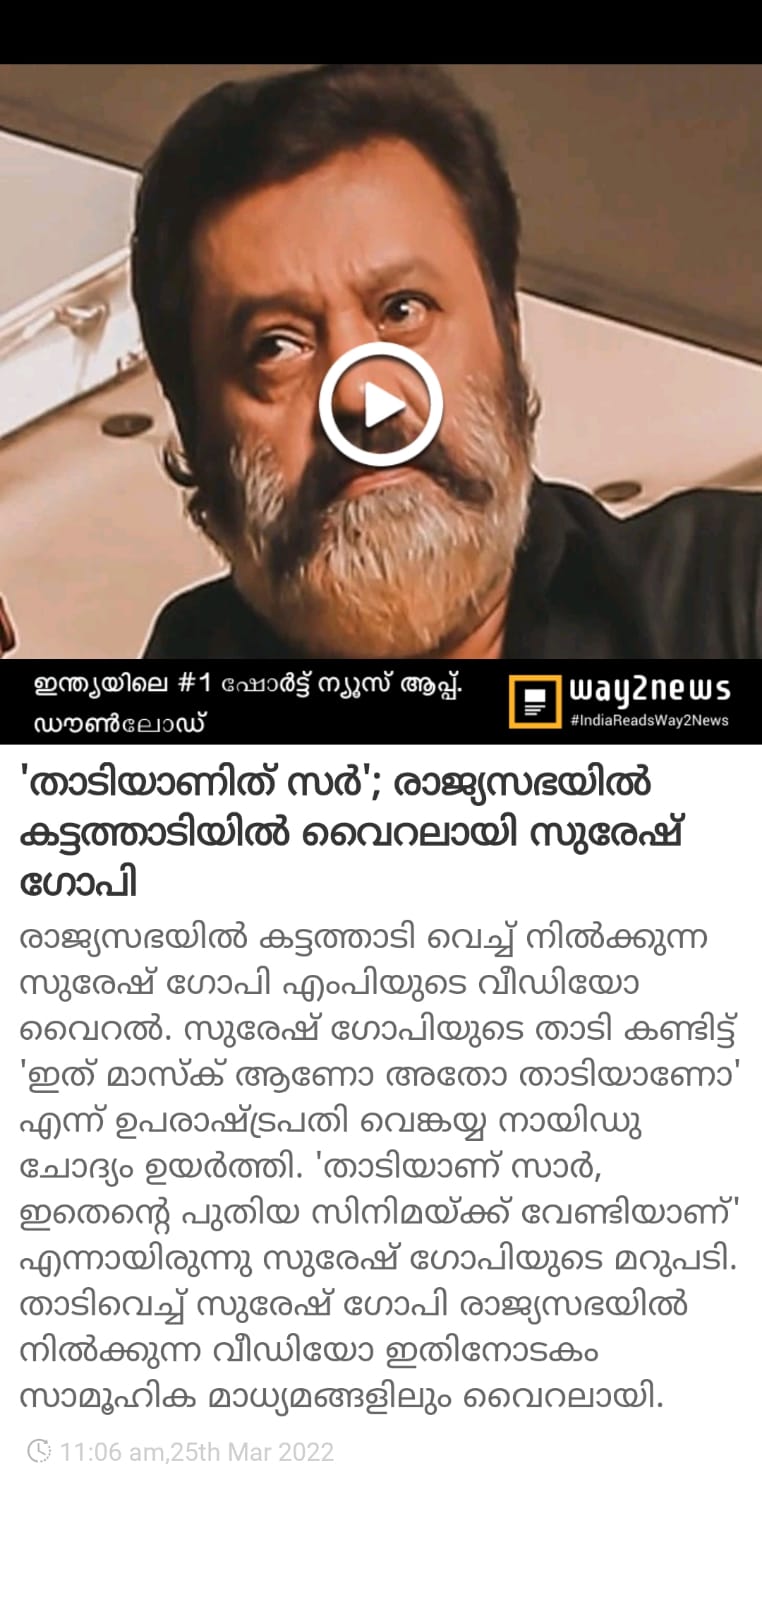 ഇന്ത്യയിലെ #1 ഷോർട്ട് ന്യൂസ് ആപ്പ്.
ഡൗൺലോഡ്
way2news
#IndiaReadsWay2News
'താടിയാണിത് സർ'; രാജ്യസഭയിൽ
കട്ടത്താടിയിൽ വൈറലായി സുരേഷ്
ഗോപി
രാജ്യസഭയിൽ കട്ടത്താടി വെച്ച് നിൽക്കുന്ന
സുരേഷ് ഗോപി എംപിയുടെ വീഡിയോ
വൈറൽ. സുരേഷ് ഗോപിയുടെ താടി കണ്ടിട്ട്
'ഇത് മാസ്ക് ആണോ അതോ താടിയാണോ'
എന്ന് ഉപരാഷ്ട്രപതി വെങ്കയ്യ നായിഡു
ചോദ്യം ഉയർത്തി. 'താടിയാണ് സാർ,
ഇതെന്റെ പുതിയ സിനിമയ്ക്ക് വേണ്ടിയാണ്'
എന്നായിരുന്നു സുരേഷ് ഗോപിയുടെ മറുപടി.
താടിവെച്ച് സുരേഷ് ഗോപി രാജ്യസഭയിൽ
നിൽക്കുന്ന വീഡിയോ ഇതിനോടകം
സാമൂഹിക മാധ്യമങ്ങളിലും വൈറലായി.
11:06 am,25th Mar 2022